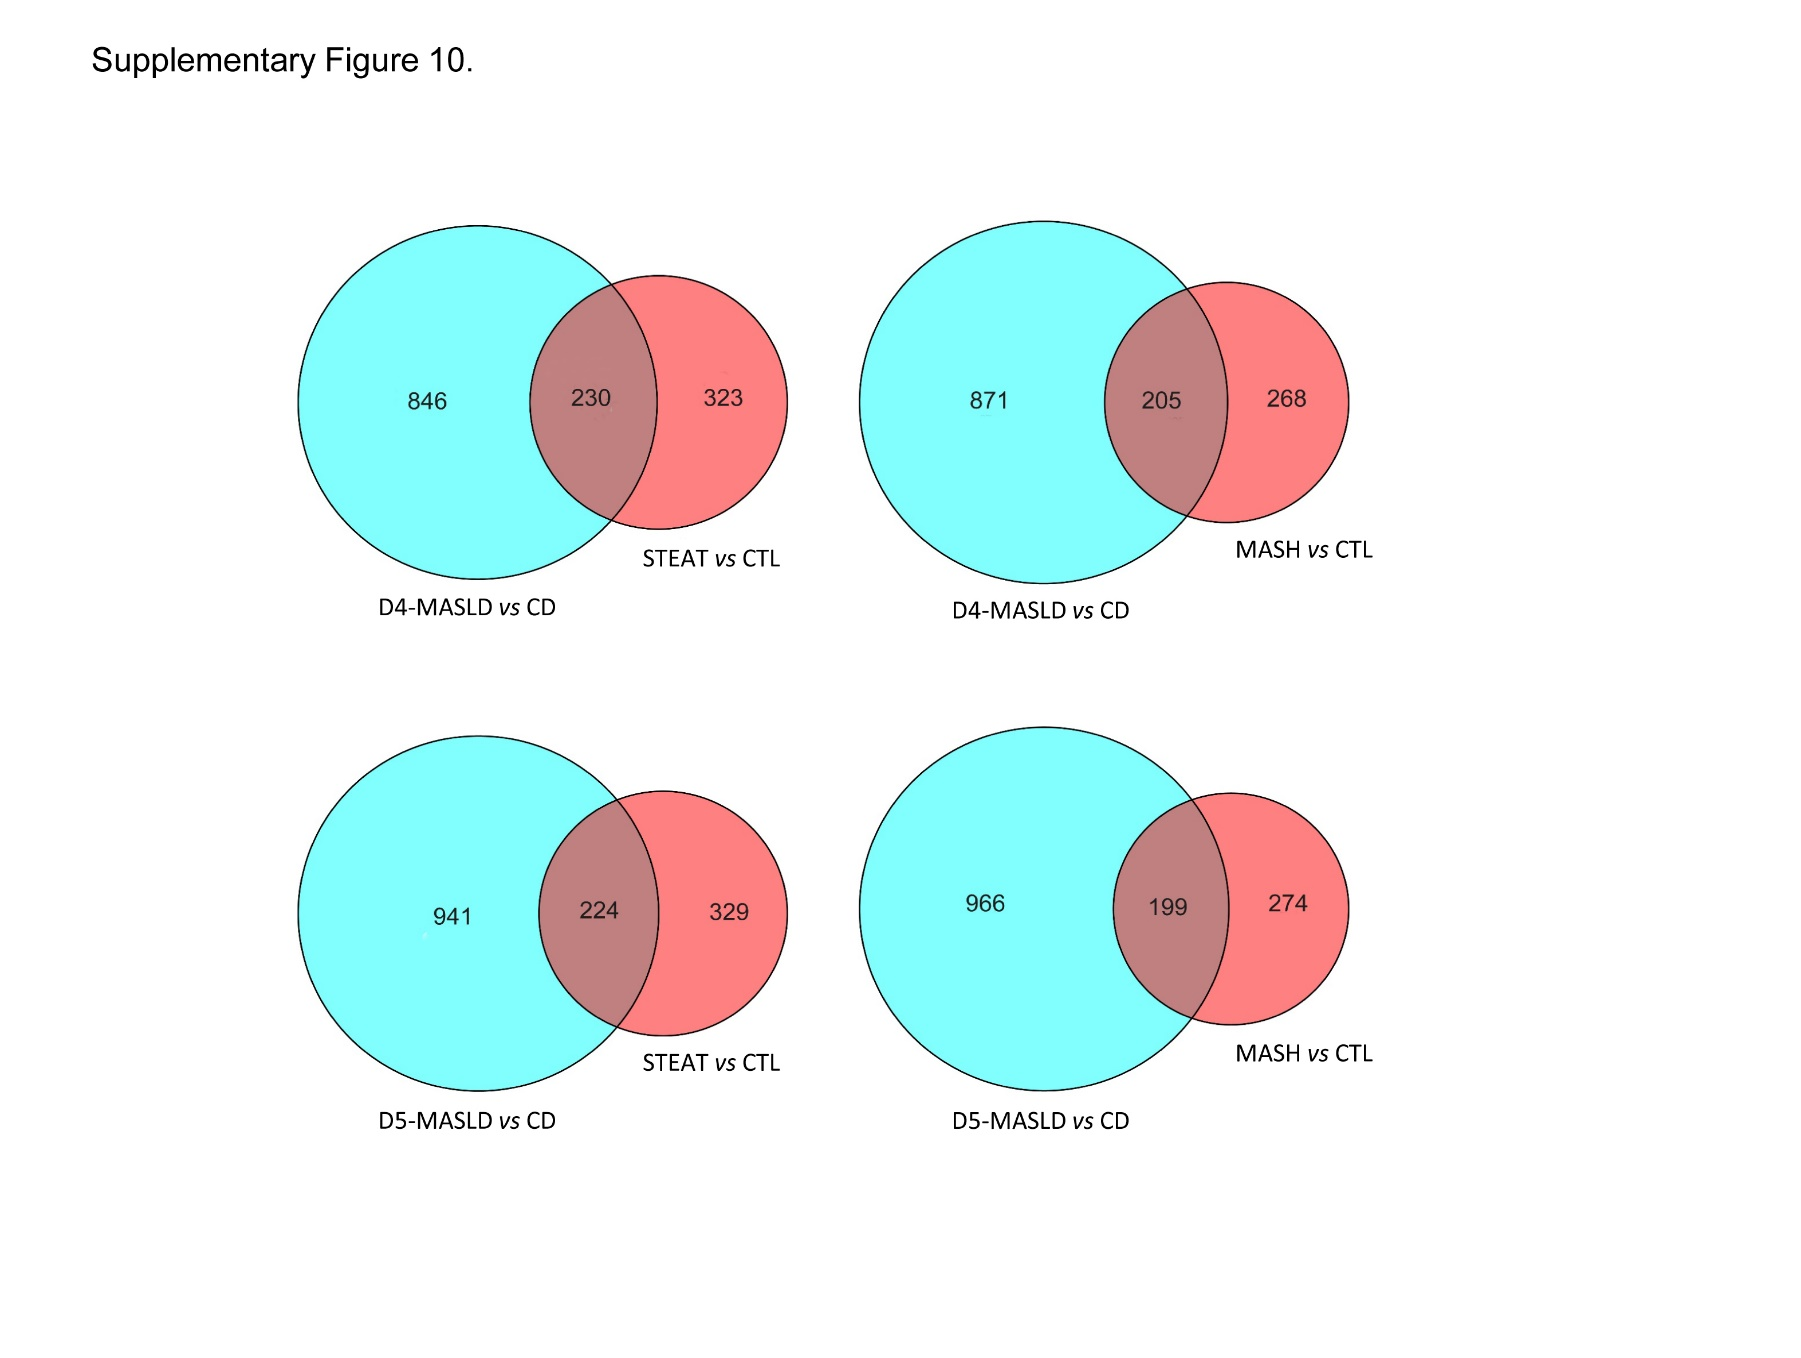 Supplementary Figure 10.
846
230
323
STEAT vs CTL
D4-MASLD vs CD
871
205
268
MASH vs CTL
D4-MASLD vs CD
941
224
329
STEAT vs CTL
D5-MASLD vs CD
966
199
274
MASH vs CTL
D5-MASLD vs CD